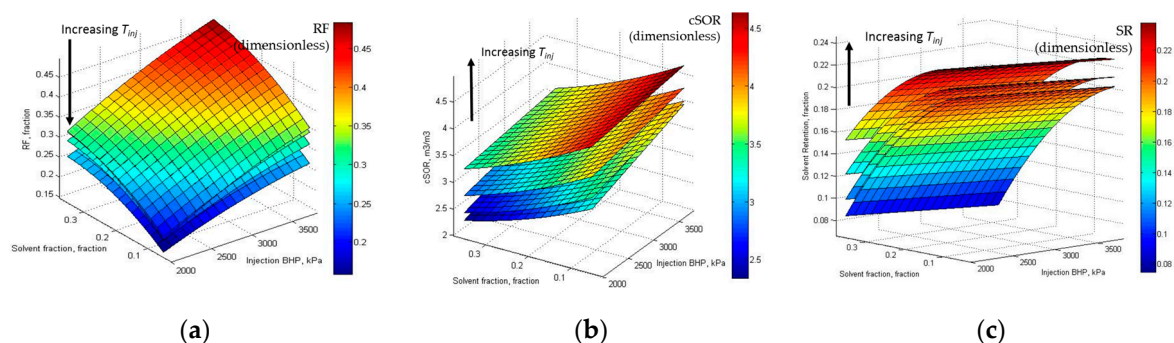 Increasing Tinj
RF
(dimensionless)
0.45
0.4
0.35
0.3
0.25
0.2
0.15
RF, fraction
0.3
0.2
0.1
Solvent fraction, fraction
2000
2500
3000
3500
Injection BHP, kPa
0.45
0.4
0.35
0.3
0.25
0.2
(a)
Increasing Tinj
cSOR
(dimensionless)
4.5
4
3.5
3
2.5
2
cSOR, m3/m3
0.3
0.2
0.1
Solvent fraction, fraction
2000
2500
3000
3500
Injection BHP, kPa
4.5
4
3.5
3
2.5
(b)
Increasing Tinj
SR
(dimensionless)
0.24
0.22
0.2
0.18
0.16
0.14
0.12
0.1
0.08
Solvent Retention, fraction
0.3
0.2
0.1
Solvent fraction, fraction
2000
2500
3000
3500
Injection BHP, kPa
0.22
0.2
0.18
0.16
0.14
0.12
0.1
0.08
(c)